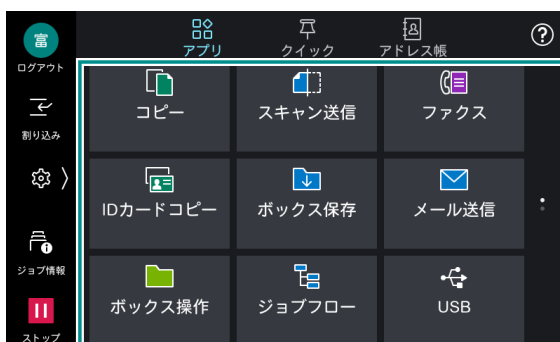 富
ログアウト
割り込み
ジョブ情報
ストップ
アプリ
クイック
アドレス帳
?
コピー
スキャン送信
ファクス
IDカードコピー
ボックス保存
メール送信
ボックス操作
ジョブフロー
USB